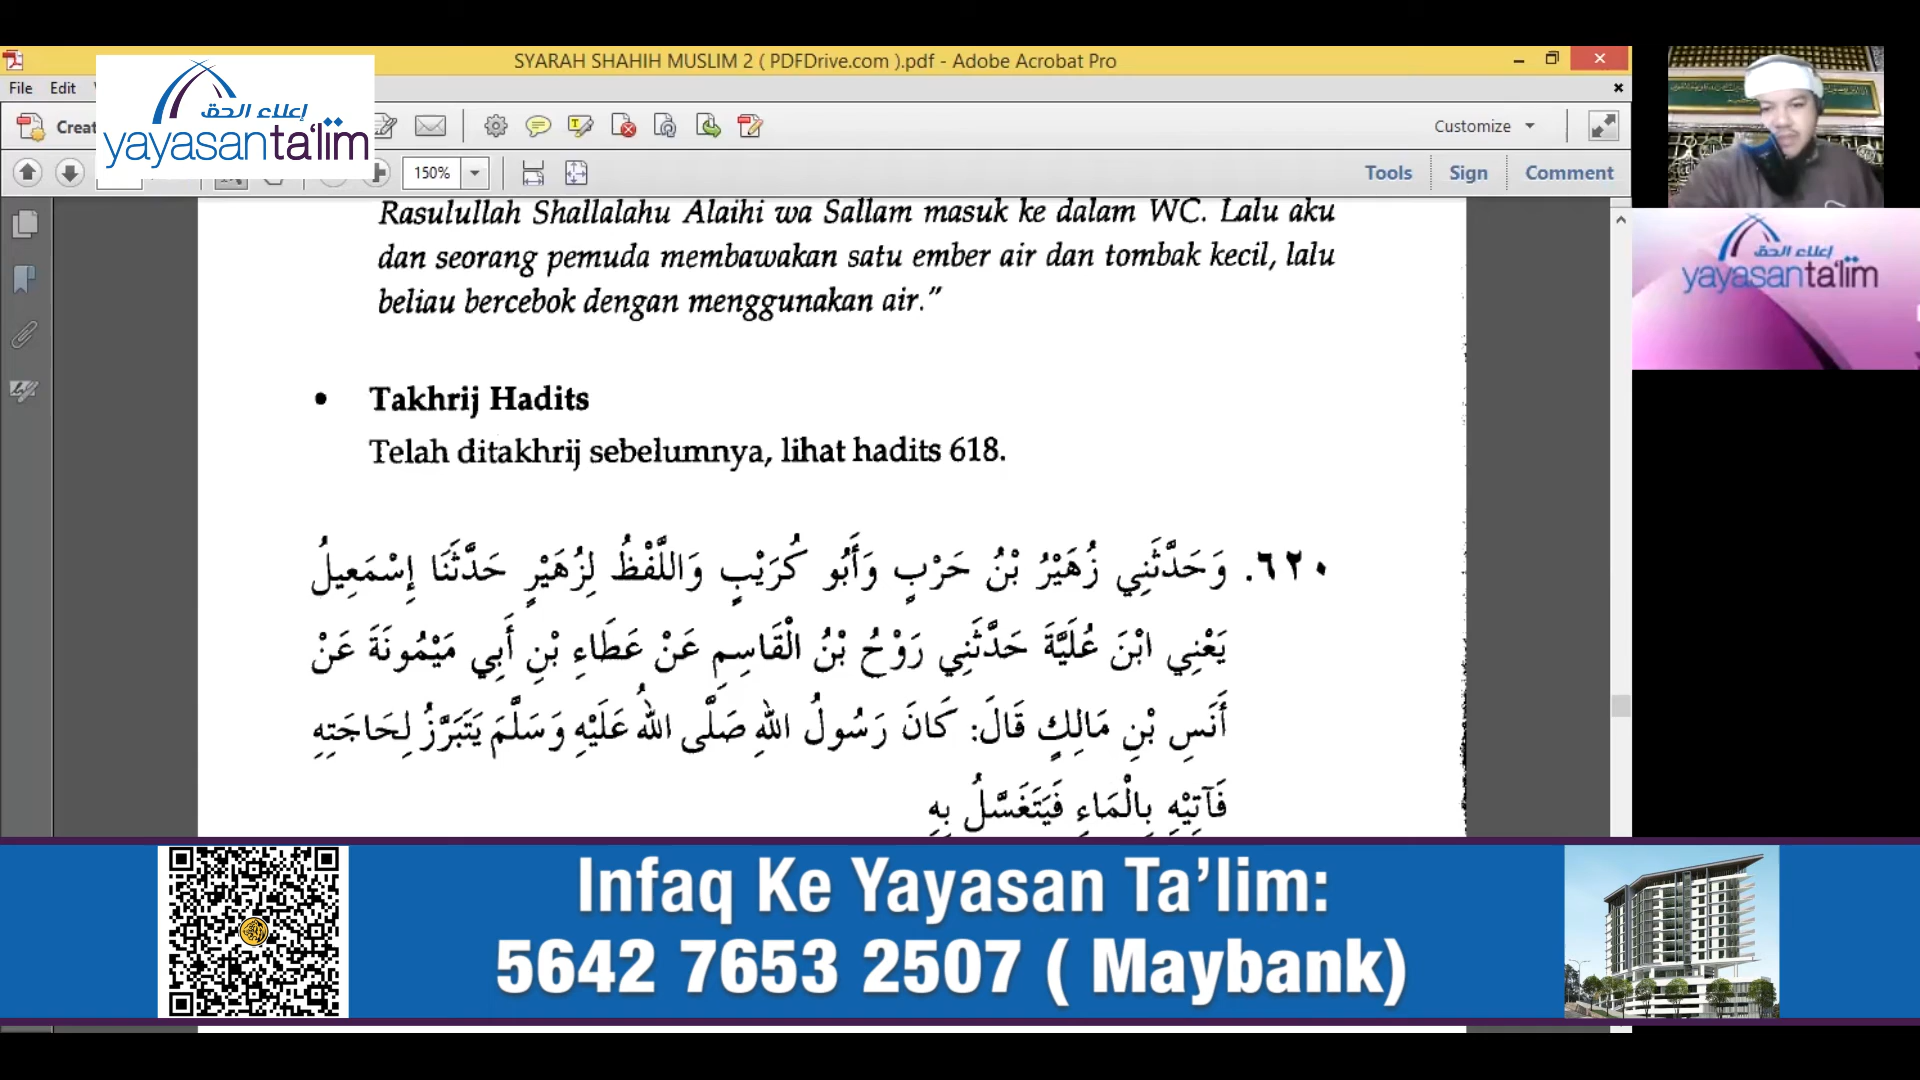 SYARAH SHAHIH MUSLIM 2 ( PDFDrive.com ).pdf - Adobe Acrobat Pro
File Edit
إعلاء الحق
yayasanta'lim
Customize
150%
Tools Sign Comment
إعلاء الحق
yayasanta'lim
Rasulullah Shallalahu Alaihi wa Sallam masuk ke dalam WC. Lalu aku
dan seorang pemuda membawakan satu ember air dan tombak kecil, lalu
beliau bercebok dengan menggunakan air.”
• Takhrij Hadits
Telah ditakhrij sebelumnya, lihat hadits 618.
٦٢٠. وَحَدَّثَنِي زُهَيْرُ بْنُ حَرْبٍ وَأَبُو كُرَيْبٍ وَاللَّفْظُ لِزُهَيْرٍ حَدَّثَنَا إِسْمَعِيلُ
يَعْنِي ابْنَ عُلَيَّةَ حَدَّثَنِي رَوْحُ بْنُ الْقَاسِمِ عَنْ عَطَاءِ بْنِ أَبِي مَيْمُونَةَ عَنْ
أَنَسِ بْنِ مَالِكٍ قَالَ: كَانَ رَسُولُ اللهِ صَلَّى اللهُ عَلَيْهِ وَسَلَّمَ يَتَبَرَّزُ لِحَاجَتِهِ
فَآتِيْهِ بِالْمَاءِ فَيَتَغَسَّلُ بِهِ
Infaq Ke Yayasan Ta’lim:
5642 7653 2507 ( Maybank)